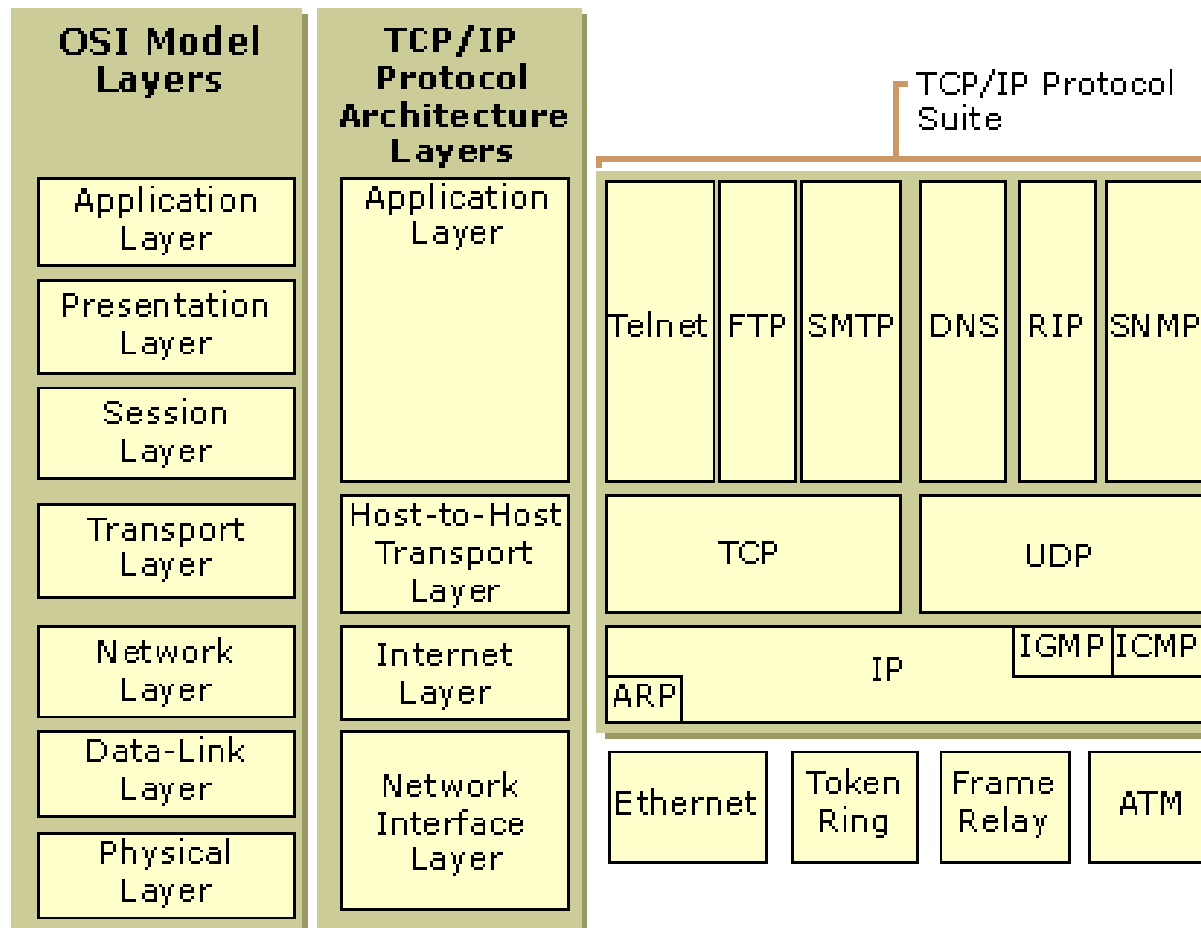 OSI Model
Layers
TCP/IP
Protocol
Architecture
Layers
TCP/IP Protocol
Suite
Application
Layer
Presentation
Layer
Session
Layer
Transport
Layer
Network
Layer
Data-Link
Layer
Physical
Layer
Application
Layer
Host-to-Host
Transport
Layer
Internet
Layer
Network
Interface
Layer
Telnet
FTP
SMTP
DNS
RIP
SNMP
TCP
UDP
IP
IGMP
ICMP
ARP
Ethernet
Token
Ring
Frame
Relay
ATM